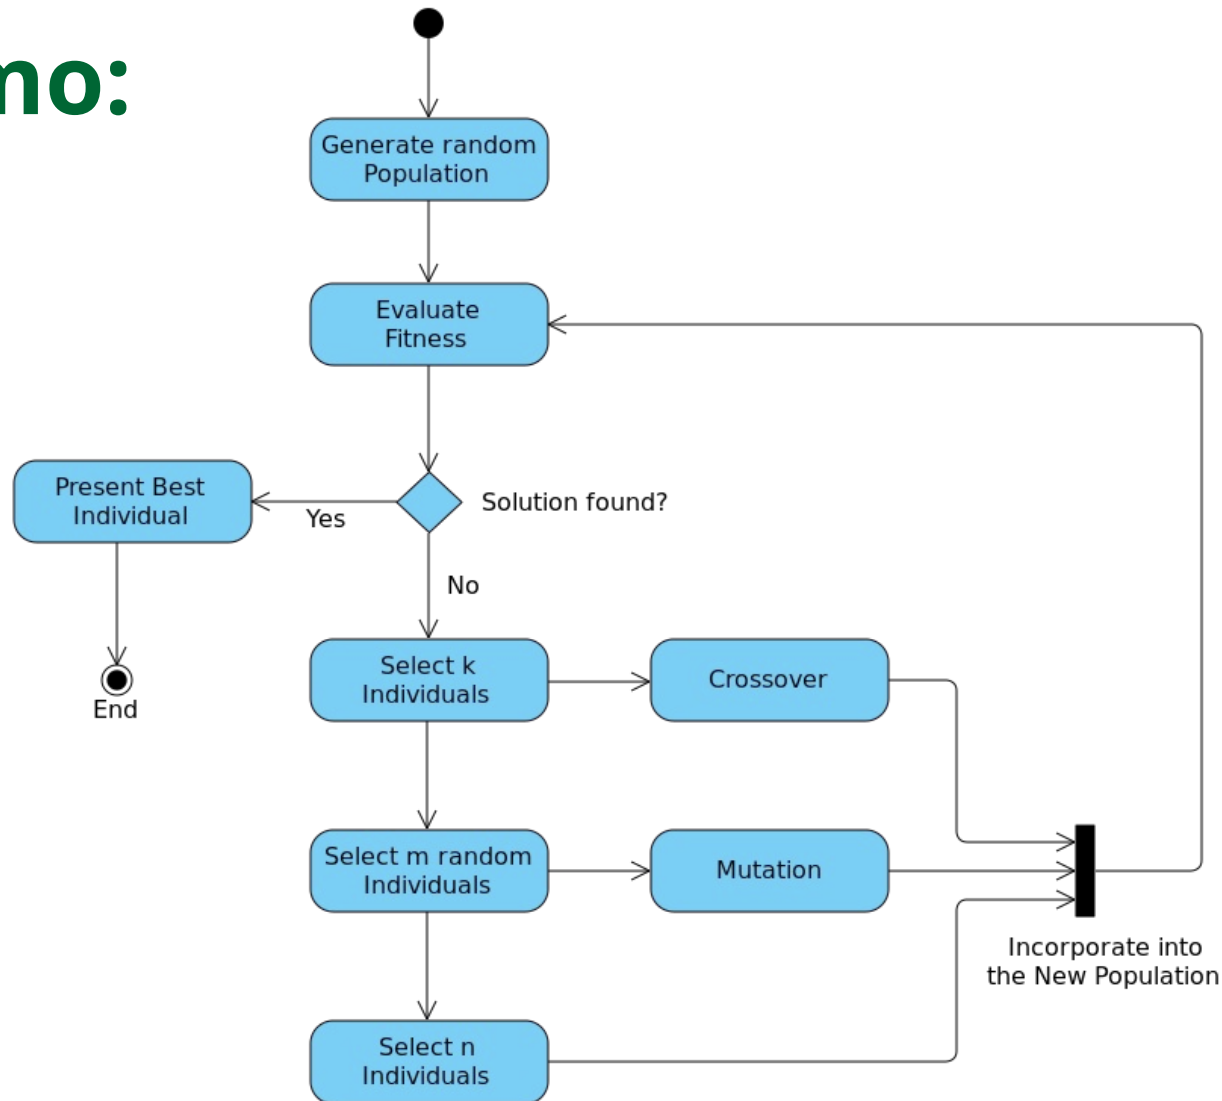 mo:
Generate random
Population
Evaluate
Fitness
Present Best
Individual
Yes
Solution found?
No
End
Select k
Individuals
Crossover
Select m random
Individuals
Mutation
Incorporate into
the New Population
Select n
Individuals